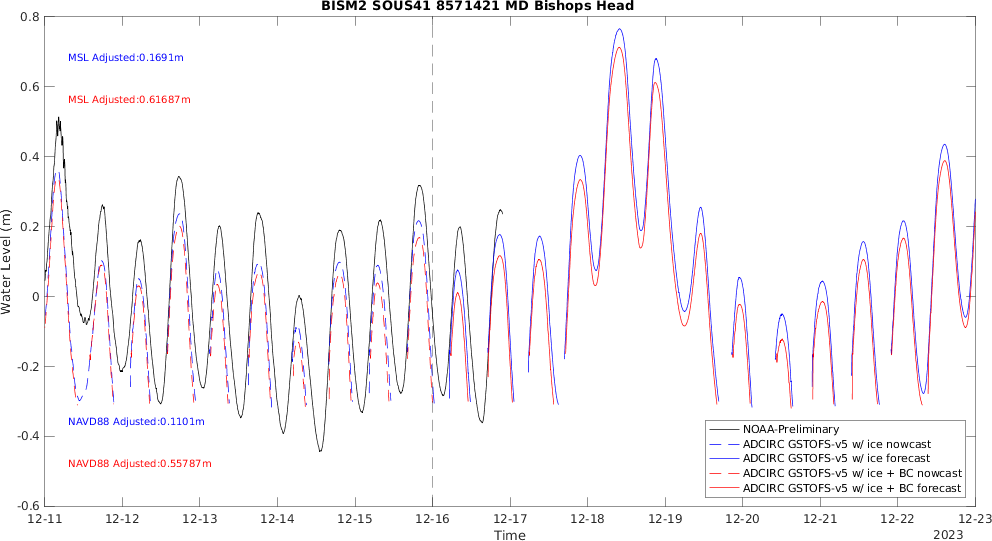 BISM2 SOUS41 8571421 MD Bishops Head
0.8
0.6
0.4
0.2
0
-0.2
-0.4
-0.6
Water Level (m)
MSL Adjusted:0.1691m
MSL Adjusted:0.61687m
NAVD88 Adjusted:0.1101m
NAVD88 Adjusted:0.55787m
NOAA-Preliminary
ADCIRC GSTOFS-v5 w/ ice nowcast
ADCIRC GSTOFS-v5 w/ ice forecast
ADCIRC GSTOFS-v5 w/ ice + BC nowcast
ADCIRC GSTOFS-v5 w/ ice + BC forecast
12-11 12-12 12-13 12-14 12-15 12-16 12-17 12-18 12-19 12-20 12-21 12-22 12-23
Time
2023